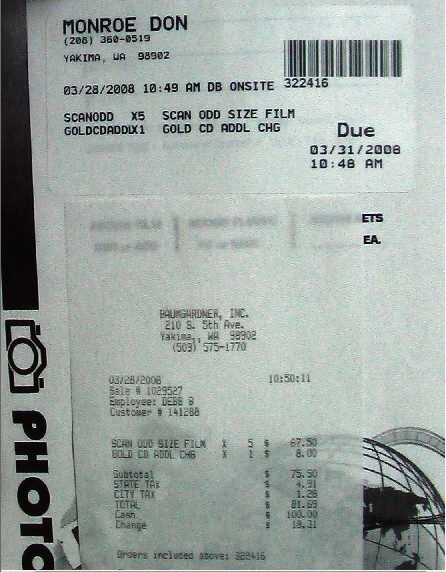 MONROE DON
(208) 360-0519
YAKIMA, WA 98902
322416
03/28/2008 10:49 AM DB ONSITE
SCANODD X5 SCAN ODD SIZE FILM
GOLDCDADDLX1 GOLD CD ADDL CHG
Due
03/31/2008
10:48 AM
ETS
EA.
BAUMGARDNER, INC.
210 S. 5th Ave.
Yakima,, WA 98902
(509) 575-1770
03/28/2008 10:50:11
Sale # 1029527
Employee: DEBB B
Customer # 141288
SCAN ODD SIZE FILM X 5 $ 67.50
GOLD CD ADDL CHG X 1 $ 8.00
Subtotal $ 75.50
STATE TAX $ 4.91
CITY TAX $ 1.28
TOTAL $ 81.69
Cash $ 100.00
Change $ 18.31
Orders included above: 322416
PHOTO